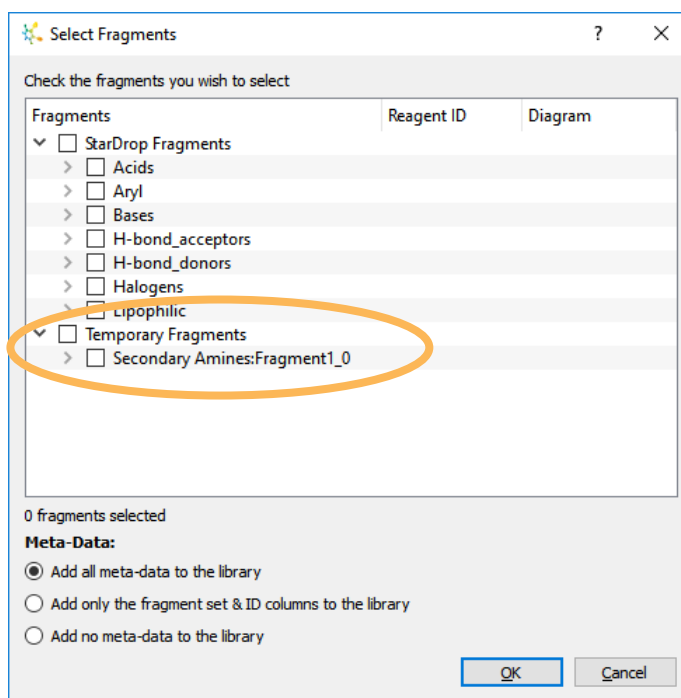 Select Fragments
Check the fragments you wish to select
Fragments Reagent ID Diagram
StarDrop Fragments
Acids
Aryl
Bases
H-bond_acceptors
H-bond_donors
Halogens
Lipophilic
Temporary Fragments
Secondary Amines:Fragment1_0
0 fragments selected
Meta-Data:
Add all meta-data to the library
Add only the fragment set & ID columns to the library
Add no meta-data to the library
OK Cancel